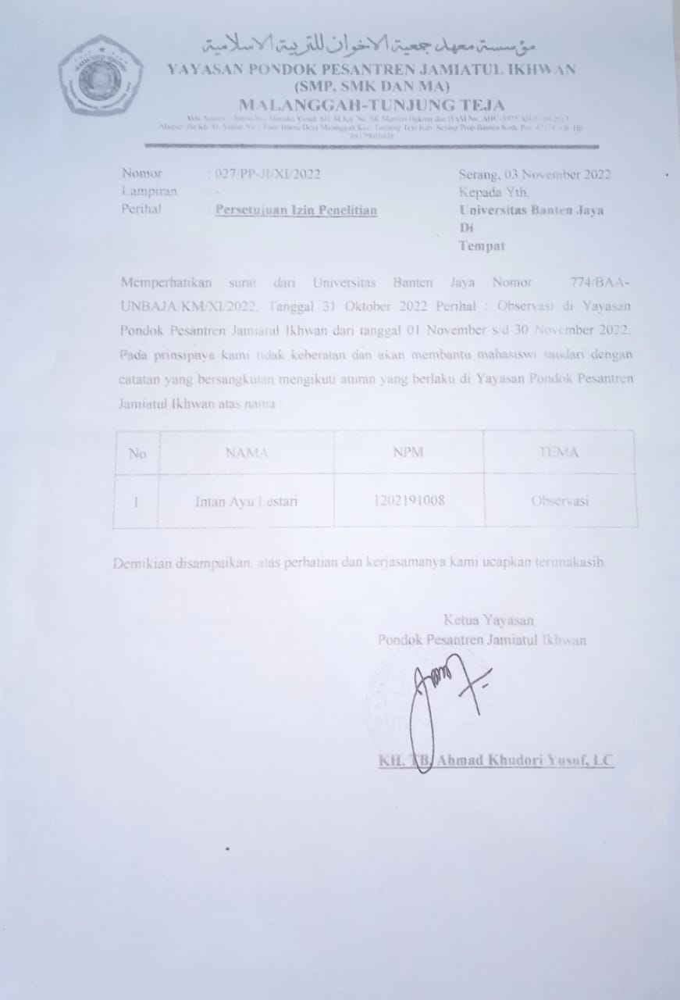 مؤسسة معهد جمعية الاخوان للتربية الاسلامية
YAYASAN PONDOK PESANTREN JAMIATUL IKHWAN
(SMP, SMK DAN MA)
MALANGGAH-TUNJUNG TEJA
Nomor : 027/PP-JI/XI/2022
Lampiran : -
Perihal : Persetujuan Izin Penelitian
Serang, 03 November 2022
Kepada Yth,
Universitas Banten Jaya
Di
Tempat
Memperhatikan surat dari Universitas Banten Jaya Nomor 774/BAA-
UNBAJA/KM/XI/2022, Tanggal 31 Oktober 2022 Perihal : Observasi di Yayasan
Pondok Pesantren Jamiatul Ikhwan dari tanggal 01 November s/d 30 November 2022.
Pada prinsipnya kami tidak keberatan dan akan membantu mahasiswi saudari dengan
catatan yang bersangkutan mengikuti aturan yang berlaku di Yayasan Pondok Pesantren
Jamiatul Ikhwan atas nama :
No NAMA NPM TEMA
1 Intan Ayu Lestari 1202191008 Observasi
Demikian disampaikan, atas perhatian dan kerjasamanya kami ucapkan terimakasih.
Ketua Yayasan
Pondok Pesantren Jamiatul Ikhwan
KH. TB. Ahmad Khudori Yusuf, LC